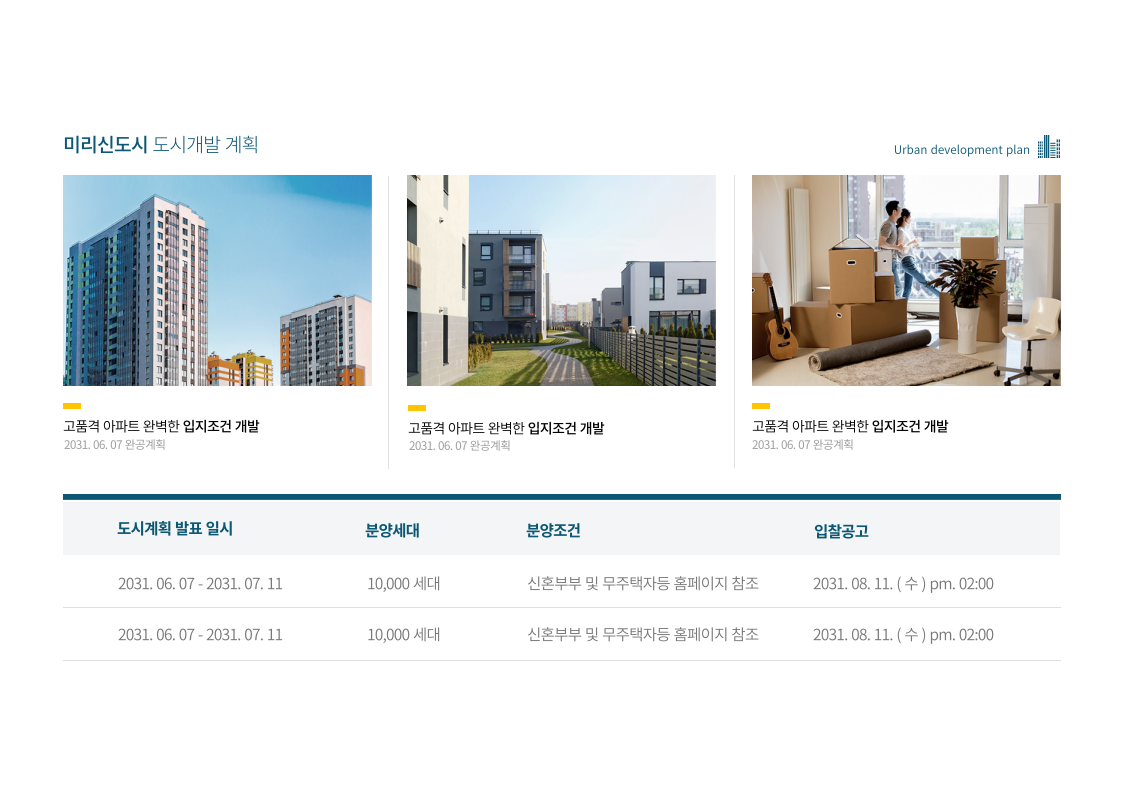 미리신도시 도시개발 계획
Urban development plan
고품격 아파트 완벽한 입지조건 개발
2031. 06. 07 완공계획
고품격 아파트 완벽한 입지조건 개발
2031. 06. 07 완공계획
고품격 아파트 완벽한 입지조건 개발
2031. 06. 07 완공계획
도시계획 발표 일시 분양세대 분양조건 입찰공고
2031. 06. 07 - 2031. 07. 11 10,000 세대 신혼부부 및 무주택자등 홈페이지 참조 2031. 08. 11. ( 수 ) pm. 02:00
2031. 06. 07 - 2031. 07. 11 10,000 세대 신혼부부 및 무주택자등 홈페이지 참조 2031. 08. 11. ( 수 ) pm. 02:00